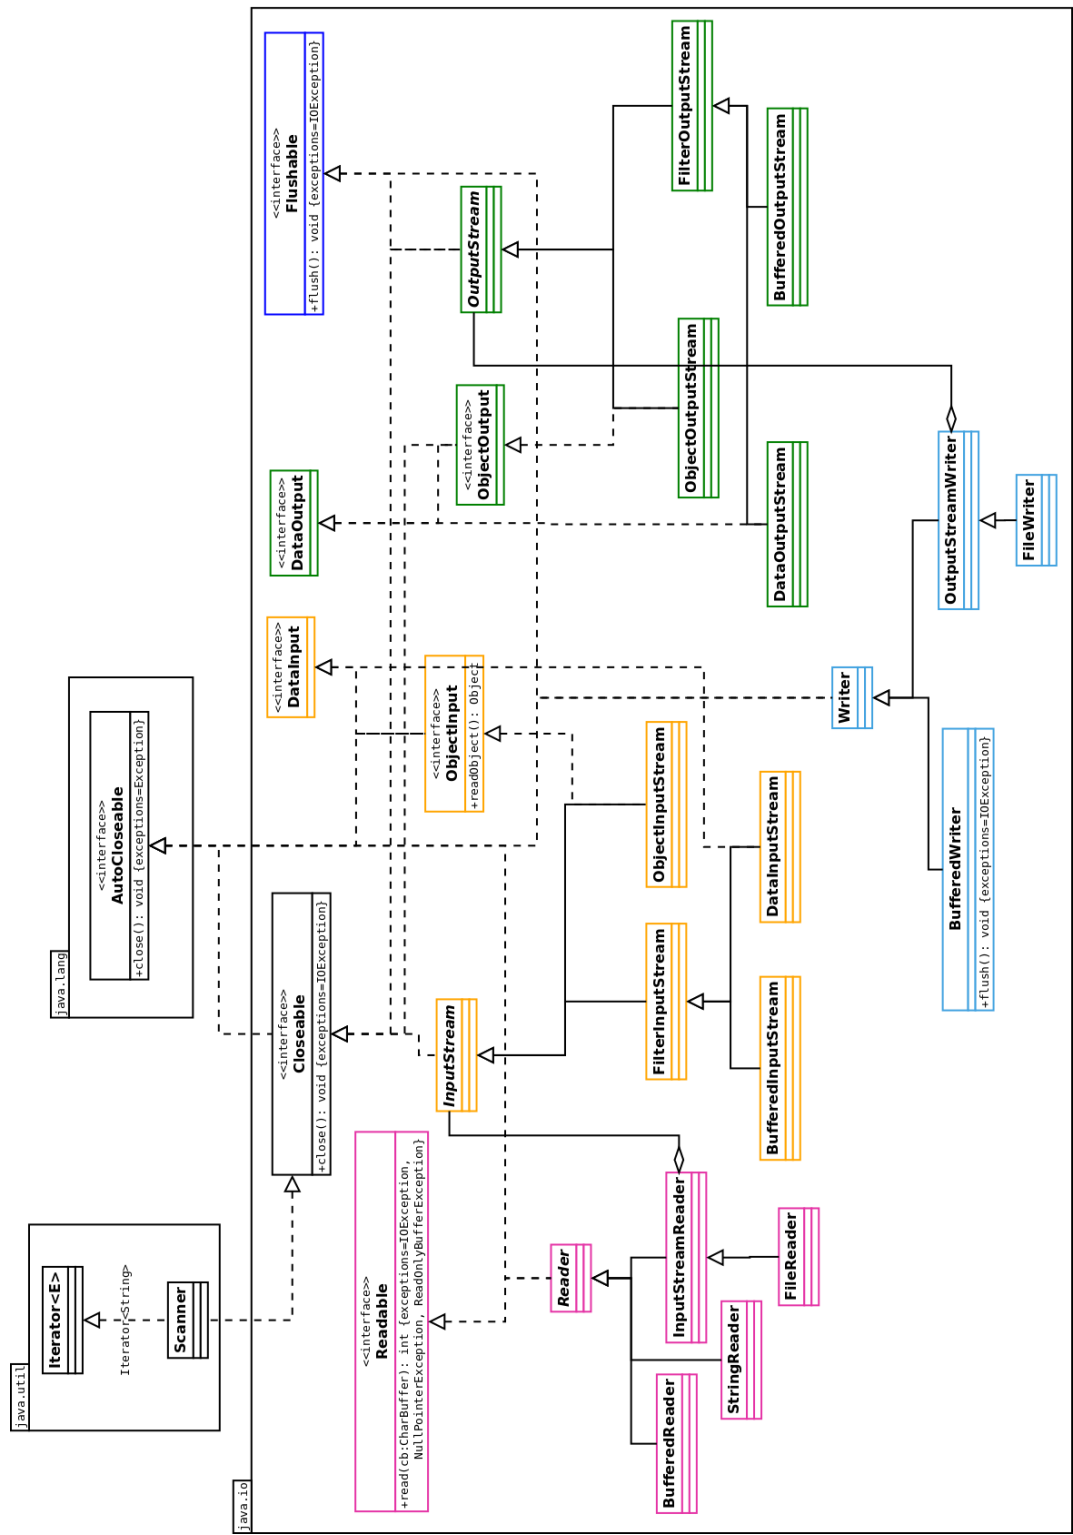 java.util
Iterator<E>
Iterator<String>
Scanner
java.lang
<<interface>>
AutoCloseable
+close(): void {exceptions=Exception}
java.io
<<interface>>
Closeable
+close(): void {exceptions=IOException}
<<interface>>
DataInput
<<interface>>
DataOutput
<<interface>>
Flushable
+flush(): void {exceptions=IOException}
<<interface>>
Readable
+read(cb:CharBuffer): int {exceptions=IOException,
NullPointerException, ReadOnlyBufferException}
InputStream
<<interface>>
ObjectInput
+readObject(): Object
<<interface>>
ObjectOutput
OutputStream
Reader
BufferedReader
StringReader
InputStreamReader
FileReader
FilterInputStream
ObjectInputStream
BufferedInputStream
DataInputStream
ObjectOutputStream
FilterOutputStream
DataOutputStream
BufferedOutputStream
Writer
BufferedWriter
+flush(): void {exceptions=IOException}
OutputStreamWriter
FileWriter